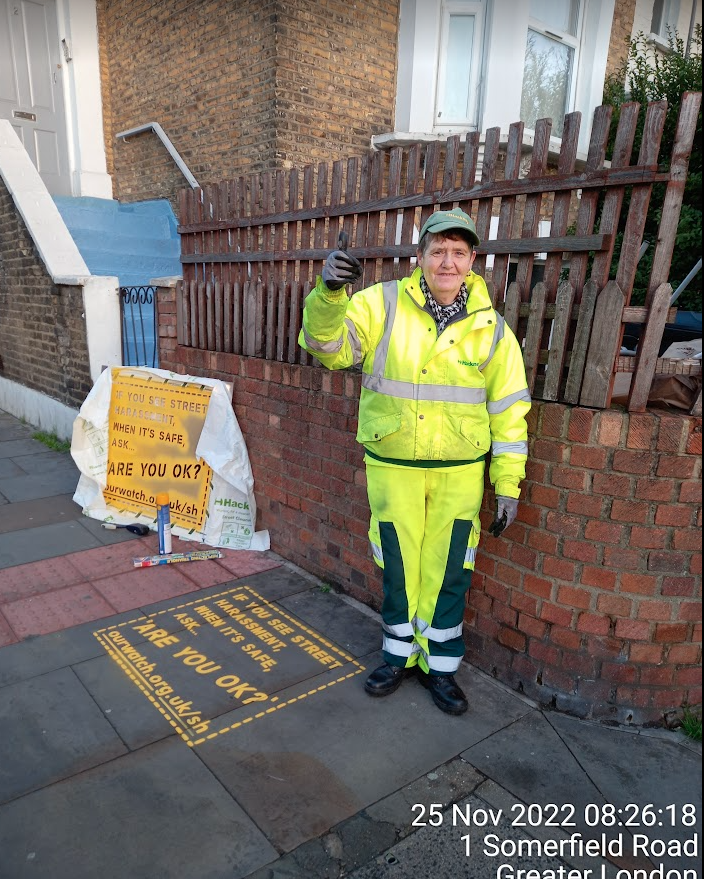 IF YOU SEE STREET
HARASSMENT,
WHEN IT'S SAFE,
ASK...
'ARE YOU OK?'
ourwatch.org.uk/sh
Hack
IF YOU SEE STREET
HARASSMENT,
WHEN IT'S SAFE,
ASK...
'ARE YOU OK?'
ourwatch.org.uk/sh
25 Nov 2022 08:26:18
1 Somerfield Road
Greater London